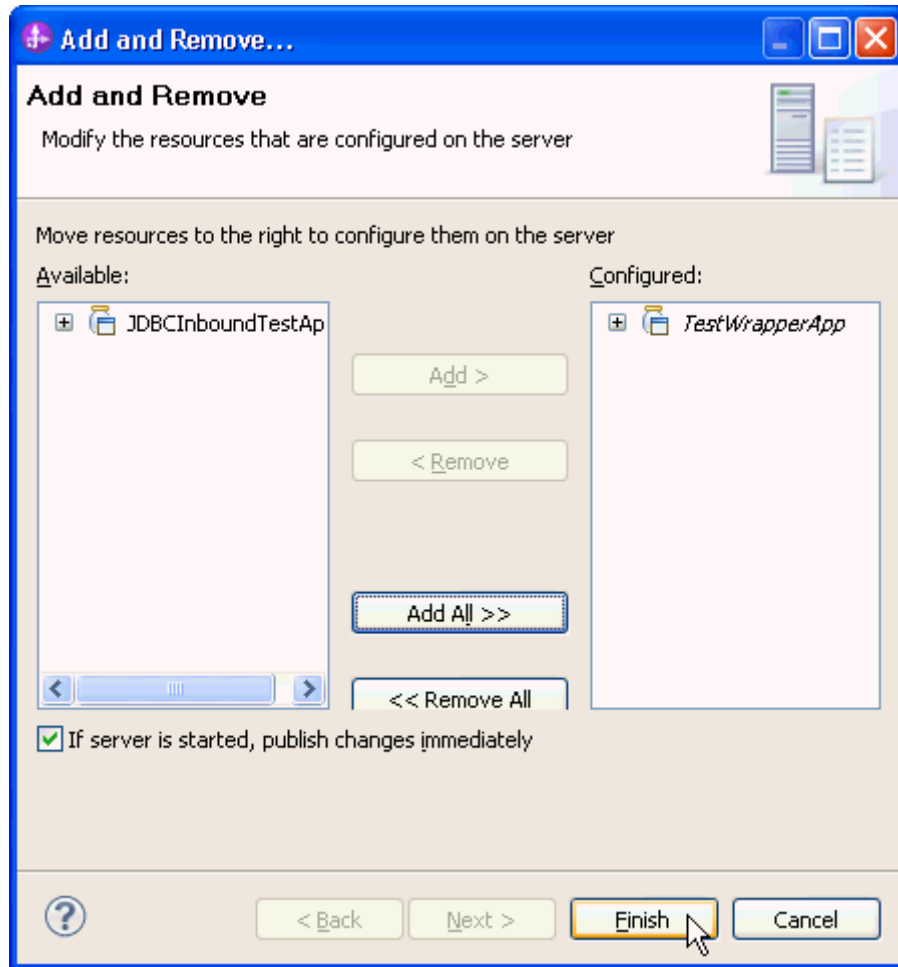 Add and Remove...
Add and Remove
Modify the resources that are configured on the server
Move resources to the right to configure them on the server
Available:
Configured:
JDBCInboundTestAp
TestWrapperApp
Add >
< Remove
Add All >>
<< Remove All
If server is started, publish changes immediately
?
< Back
Next >
Finish
Cancel